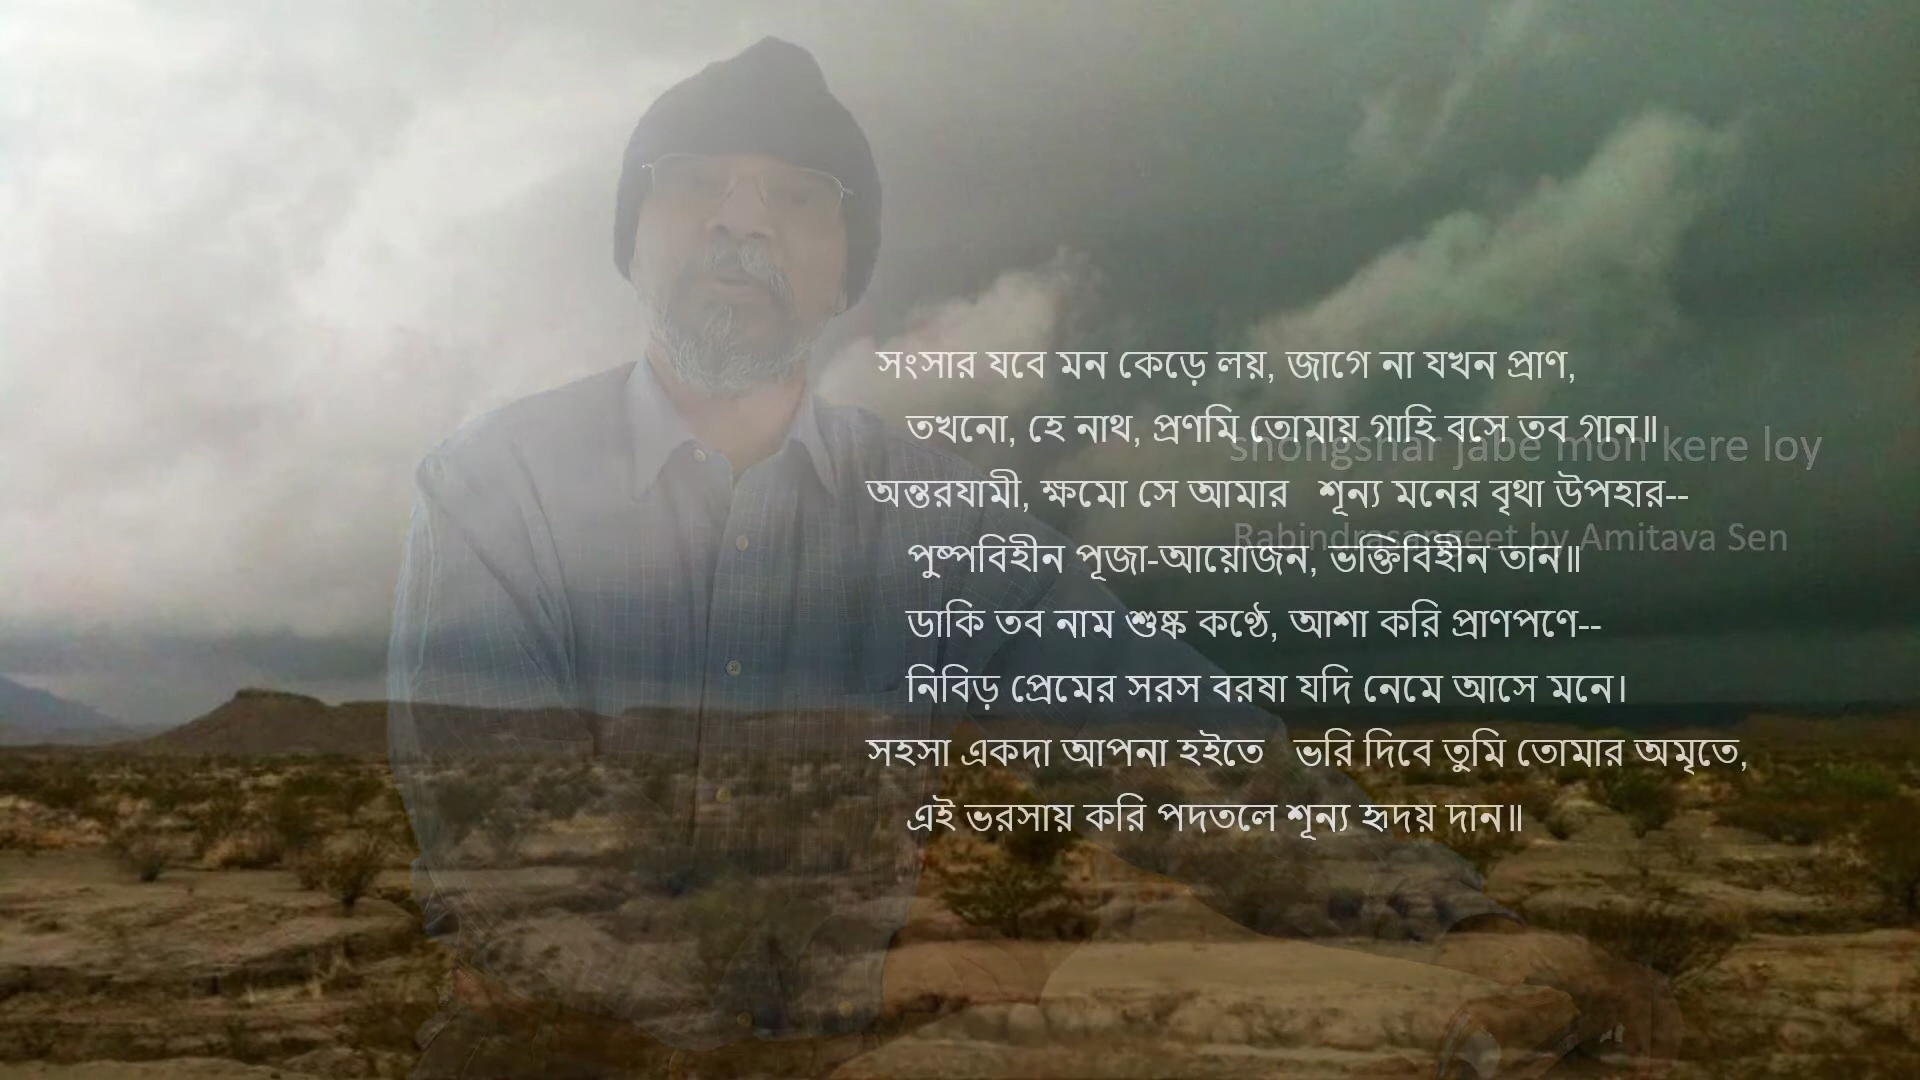 সংসার যবে মন কেড়ে লয়, জাগে না যখন প্রাণ,
তখনো, হে নাথ, প্রণমি তোমায় গাহি বসে তব গান॥
shongshar jabe mon kere loy
অন্তরযামী, ক্ষমো সে আমার শূন্য মনের বৃথা উপহার--
Rabindrasangeet by Amitava Sen
পুষ্পবিহীন পূজা-আয়োজন, ভক্তিবিহীন তান॥
ডাকি তব নাম শুষ্ক কণ্ঠে, আশা করি প্রাণপণে--
নিবিড় প্রেমের সরস বরষা যদি নেমে আসে মনে।
সহসা একদা আপনা হইতে ভরি দিবে তুমি তোমার অমৃতে,
এই ভরসায় করি পদতলে শূন্য হৃদয় দান॥